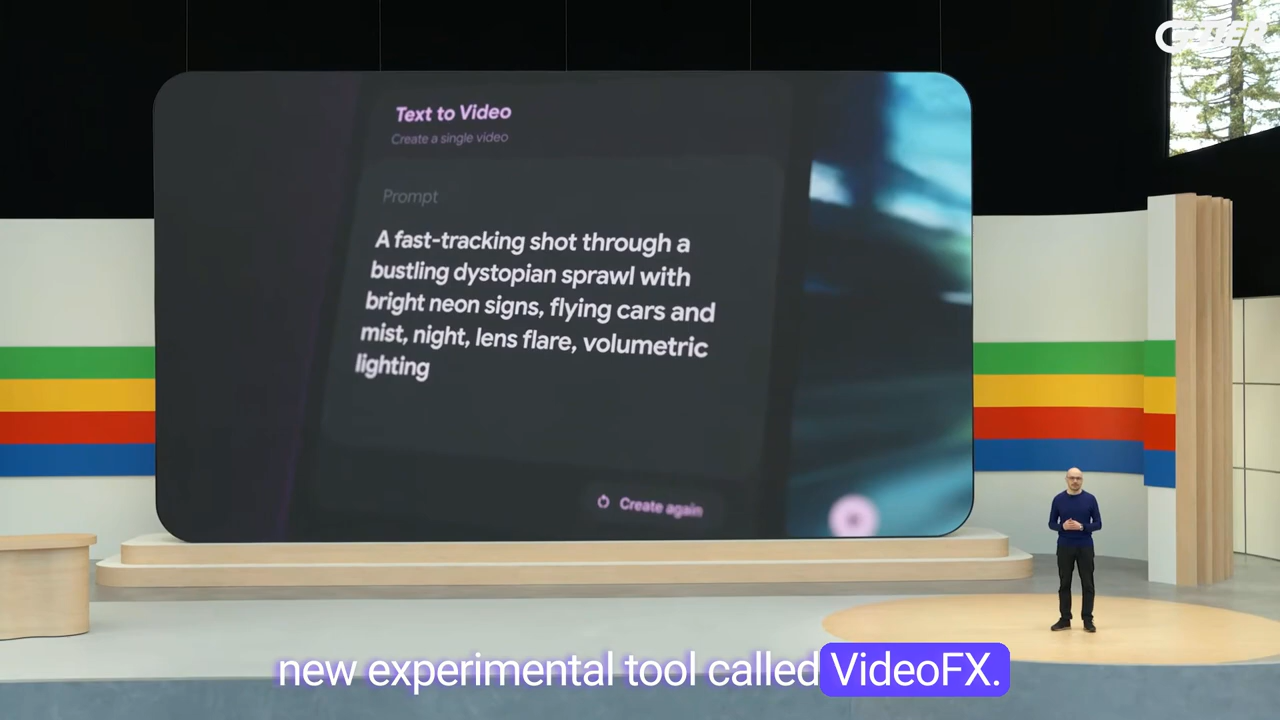 Text to Video
Create a single video
Prompt
A fast-tracking shot through a
bustling dystopian sprawl with
bright neon signs, flying cars and
mist, night, lens flare, volumetric
lighting
Create again
new experimental tool called VideoFX.